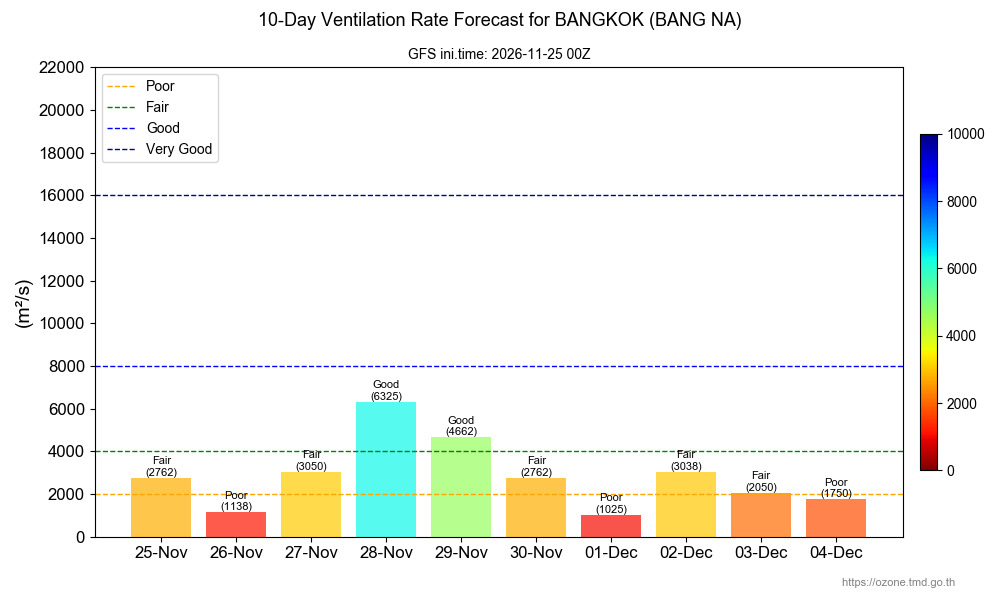 10-Day Ventilation Rate Forecast for BANGKOK (BANG NA)
GFS ini.time: 2026-11-25 00Z
(m²/s)
22000
20000
18000
16000
14000
12000
10000
8000
6000
4000
2000
0
Poor
Fair
Good
Very Good
Fair
(2762)
Poor
(1138)
Fair
(3050)
Good
(6325)
Good
(4662)
Fair
(2762)
Poor
(1025)
Fair
(3038)
Fair
(2050)
Poor
(1750)
25-Nov 26-Nov 27-Nov 28-Nov 29-Nov 30-Nov 01-Dec 02-Dec 03-Dec 04-Dec
10000
8000
6000
4000
2000
0
https://ozone.tmd.go.th